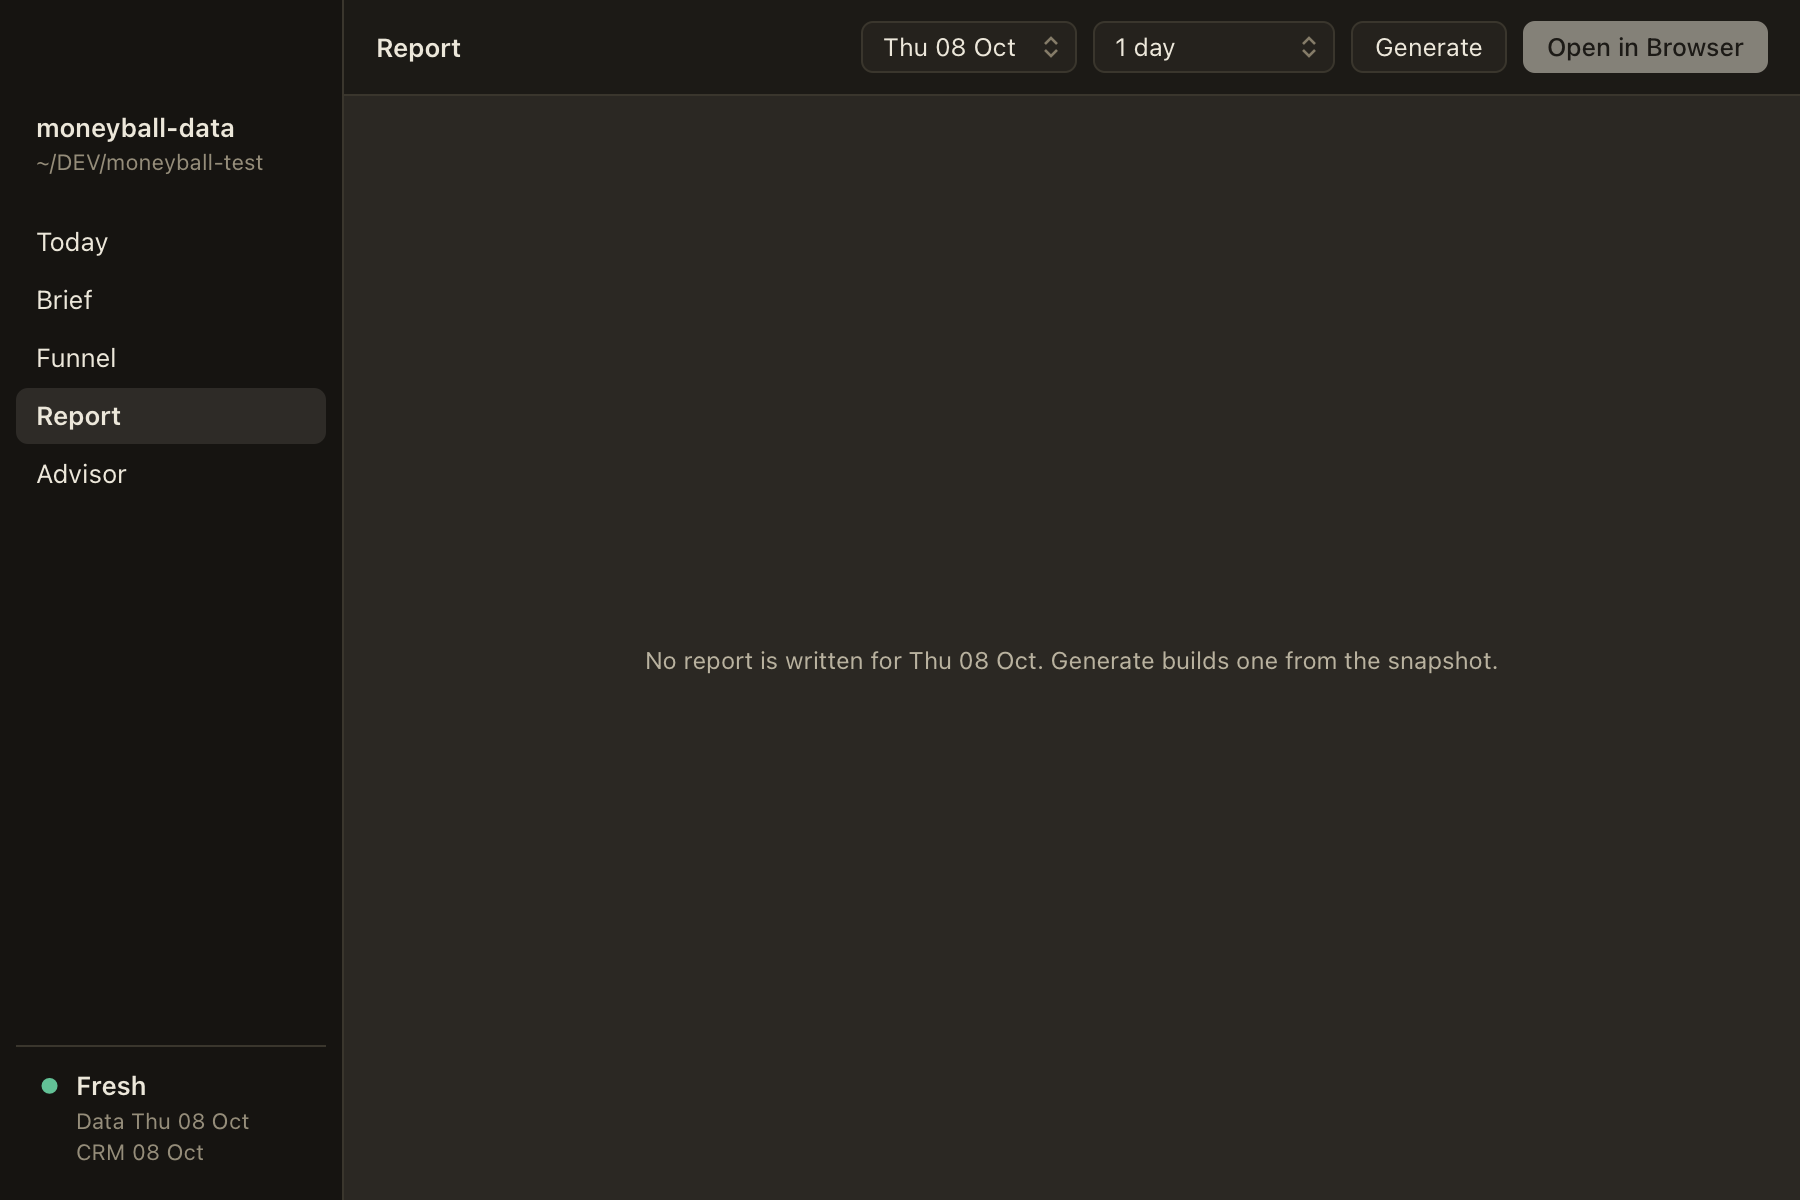 moneyball-data
~/DEV/moneyball-test
Today
Brief
Funnel
Report
Advisor
Fresh
Data Thu 08 Oct
CRM 08 Oct
Report
Thu 08 Oct
1 day
Generate
Open in Browser
No report is written for Thu 08 Oct. Generate builds one from the snapshot.